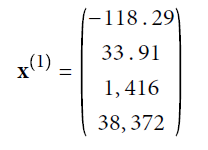 x(1) =
-118.29
33.91
1,416
38,372